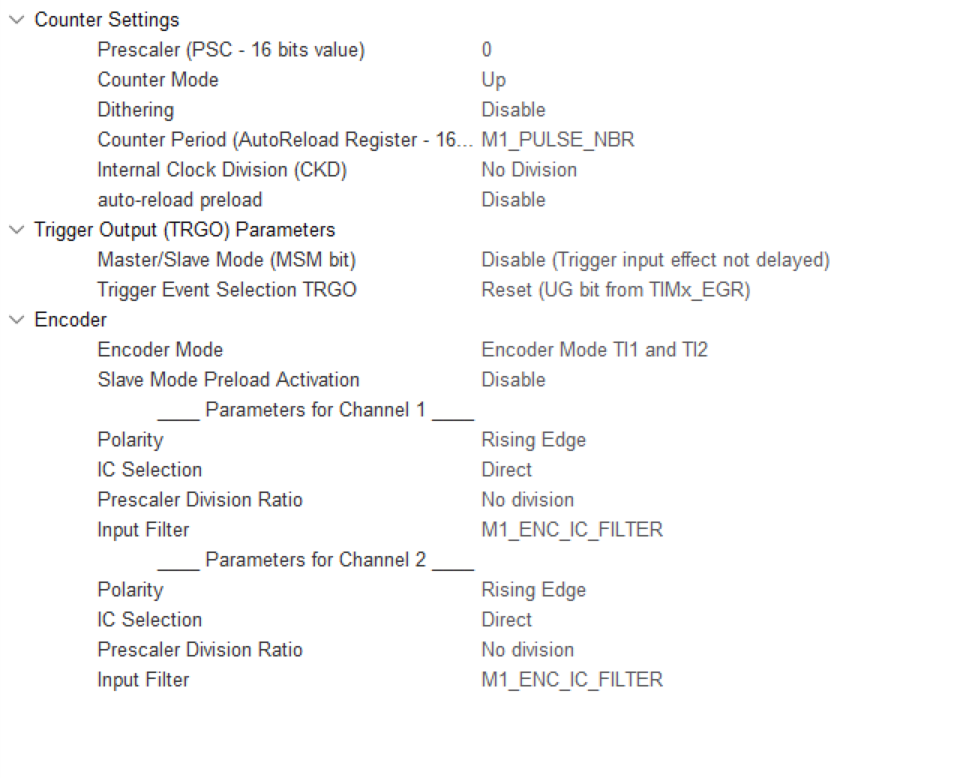 Counter Settings
Prescaler (PSC - 16 bits value) 0
Counter Mode Up
Dithering Disable
Counter Period (AutoReload Register - 16... M1_PULSE_NBR
Internal Clock Division (CKD) No Division
auto-reload preload Disable
Trigger Output (TRGO) Parameters
Master/Slave Mode (MSM bit) Disable (Trigger input effect not delayed)
Trigger Event Selection TRGO Reset (UG bit from TIMx_EGR)
Encoder
Encoder Mode Encoder Mode TI1 and TI2
Slave Mode Preload Activation Disable
____ Parameters for Channel 1 ____
Polarity Rising Edge
IC Selection Direct
Prescaler Division Ratio No division
Input Filter M1_ENC_IC_FILTER
____ Parameters for Channel 2 ____
Polarity Rising Edge
IC Selection Direct
Prescaler Division Ratio No division
Input Filter M1_ENC_IC_FILTER